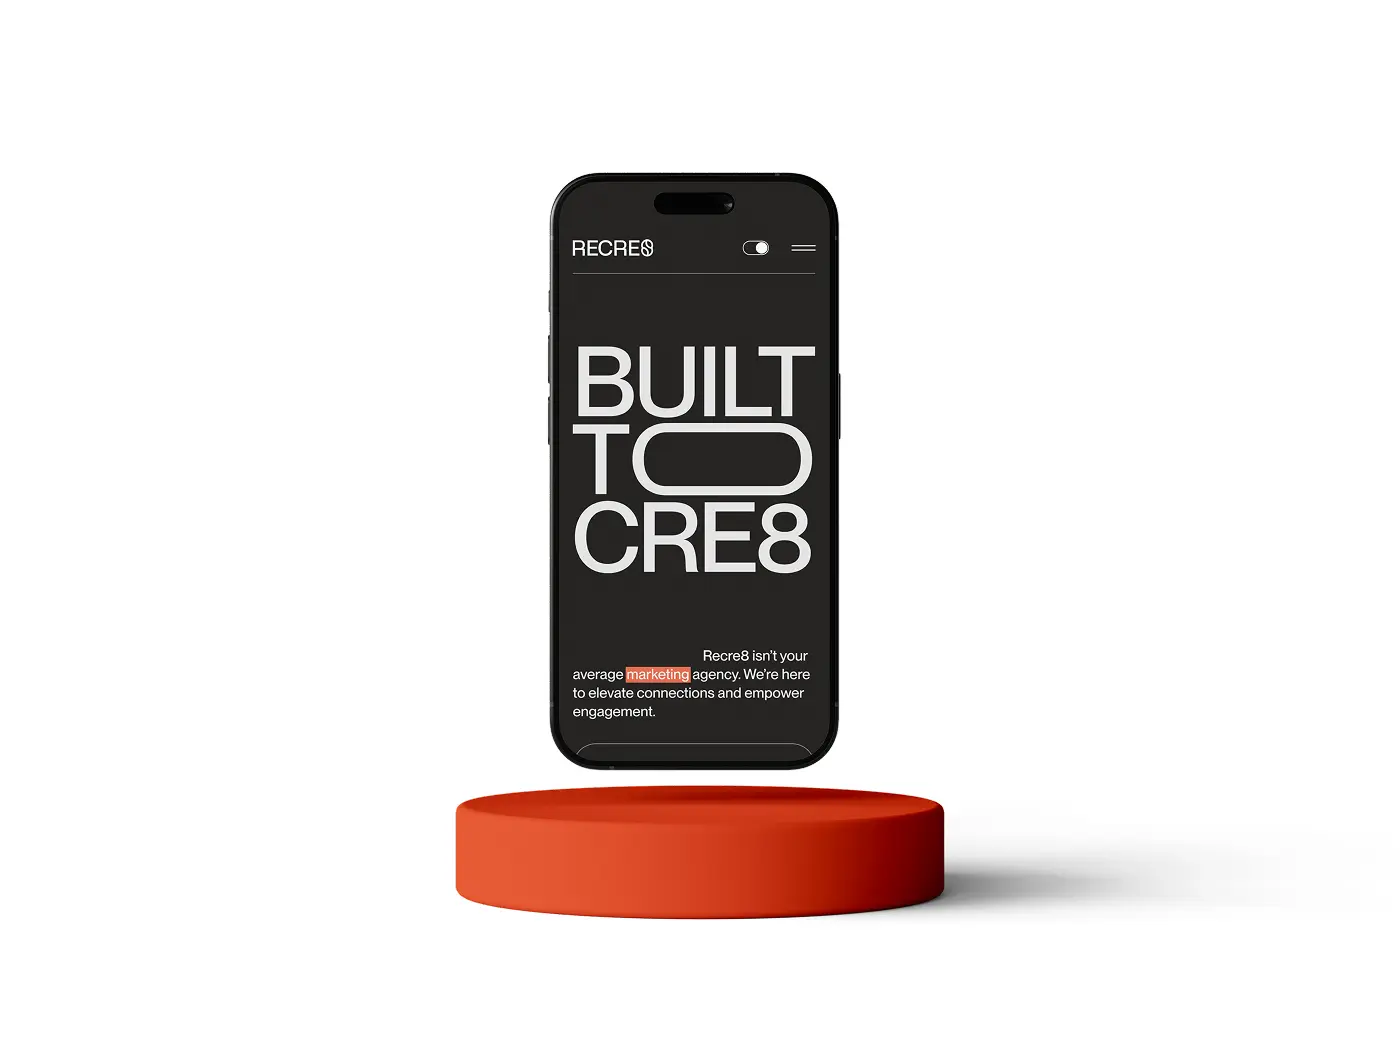 RECRE8
BUILT
TO
CRE8
Recre8 isn’t your
average marketing agency. We’re here
to elevate connections and empower
engagement.